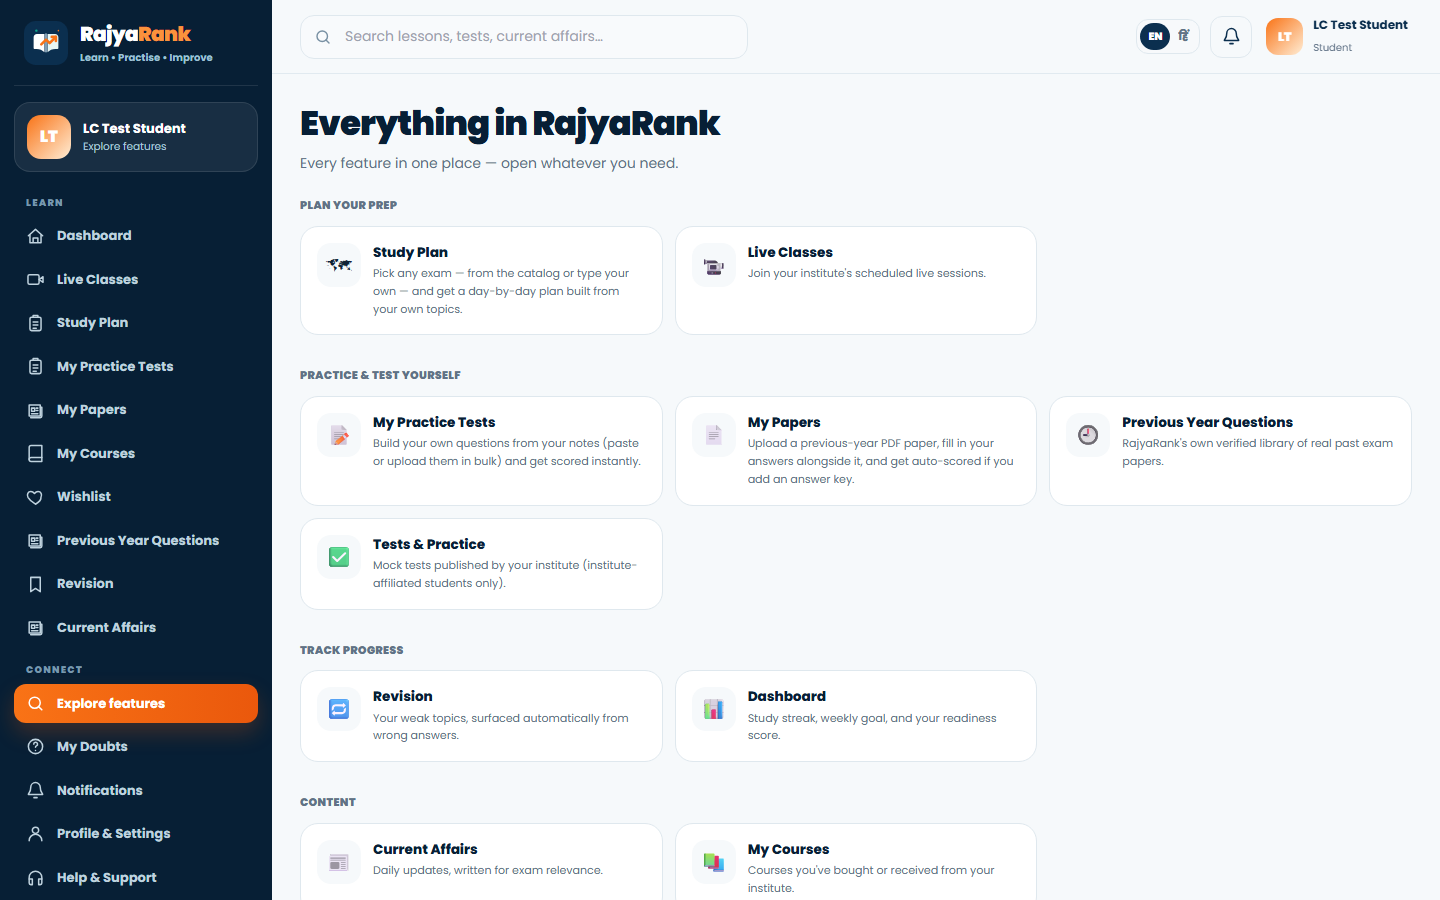 RajyaRank
Learn • Practise • Improve
LT
LC Test Student
Explore features
LEARN
Dashboard
Live Classes
Study Plan
My Practice Tests
My Papers
My Courses
Wishlist
Previous Year Questions
Revision
Current Affairs
CONNECT
Explore features
My Doubts
Notifications
Profile & Settings
Help & Support
Search lessons, tests, current affairs...
EN
हिं
LT
LC Test Student
Student
Everything in RajyaRank
Every feature in one place — open whatever you need.
PLAN YOUR PREP
Study Plan
Pick any exam — from the catalog or type your
own — and get a day-by-day plan built from
your own topics.
Live Classes
Join your institute's scheduled live sessions.
PRACTICE & TEST YOURSELF
My Practice Tests
Build your own questions from your notes (paste
or upload them in bulk) and get scored instantly.
My Papers
Upload a previous-year PDF paper, fill in your
answers alongside it, and get auto-scored if you
add an answer key.
Previous Year Questions
RajyaRank's own verified library of real past exam
papers.
Tests & Practice
Mock tests published by your institute (institute-
affiliated students only).
TRACK PROGRESS
Revision
Your weak topics, surfaced automatically from
wrong answers.
Dashboard
Study streak, weekly goal, and your readiness
score.
CONTENT
Current Affairs
Daily updates, written for exam relevance.
My Courses
Courses you've bought or received from your
institute.